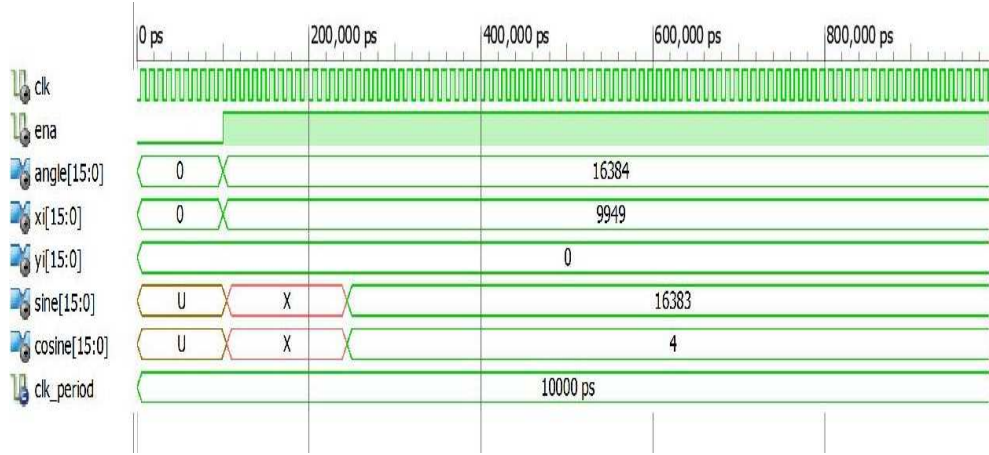 0 ps 200,000 ps 400,000 ps 600,000 ps 800,000 ps
clk
ena
angle[15:0] 0 16384
xi[15:0] 0 9949
yi[15:0] 0
sine[15:0] U X 16383
cosine[15:0] U X 4
clk_period 10000 ps